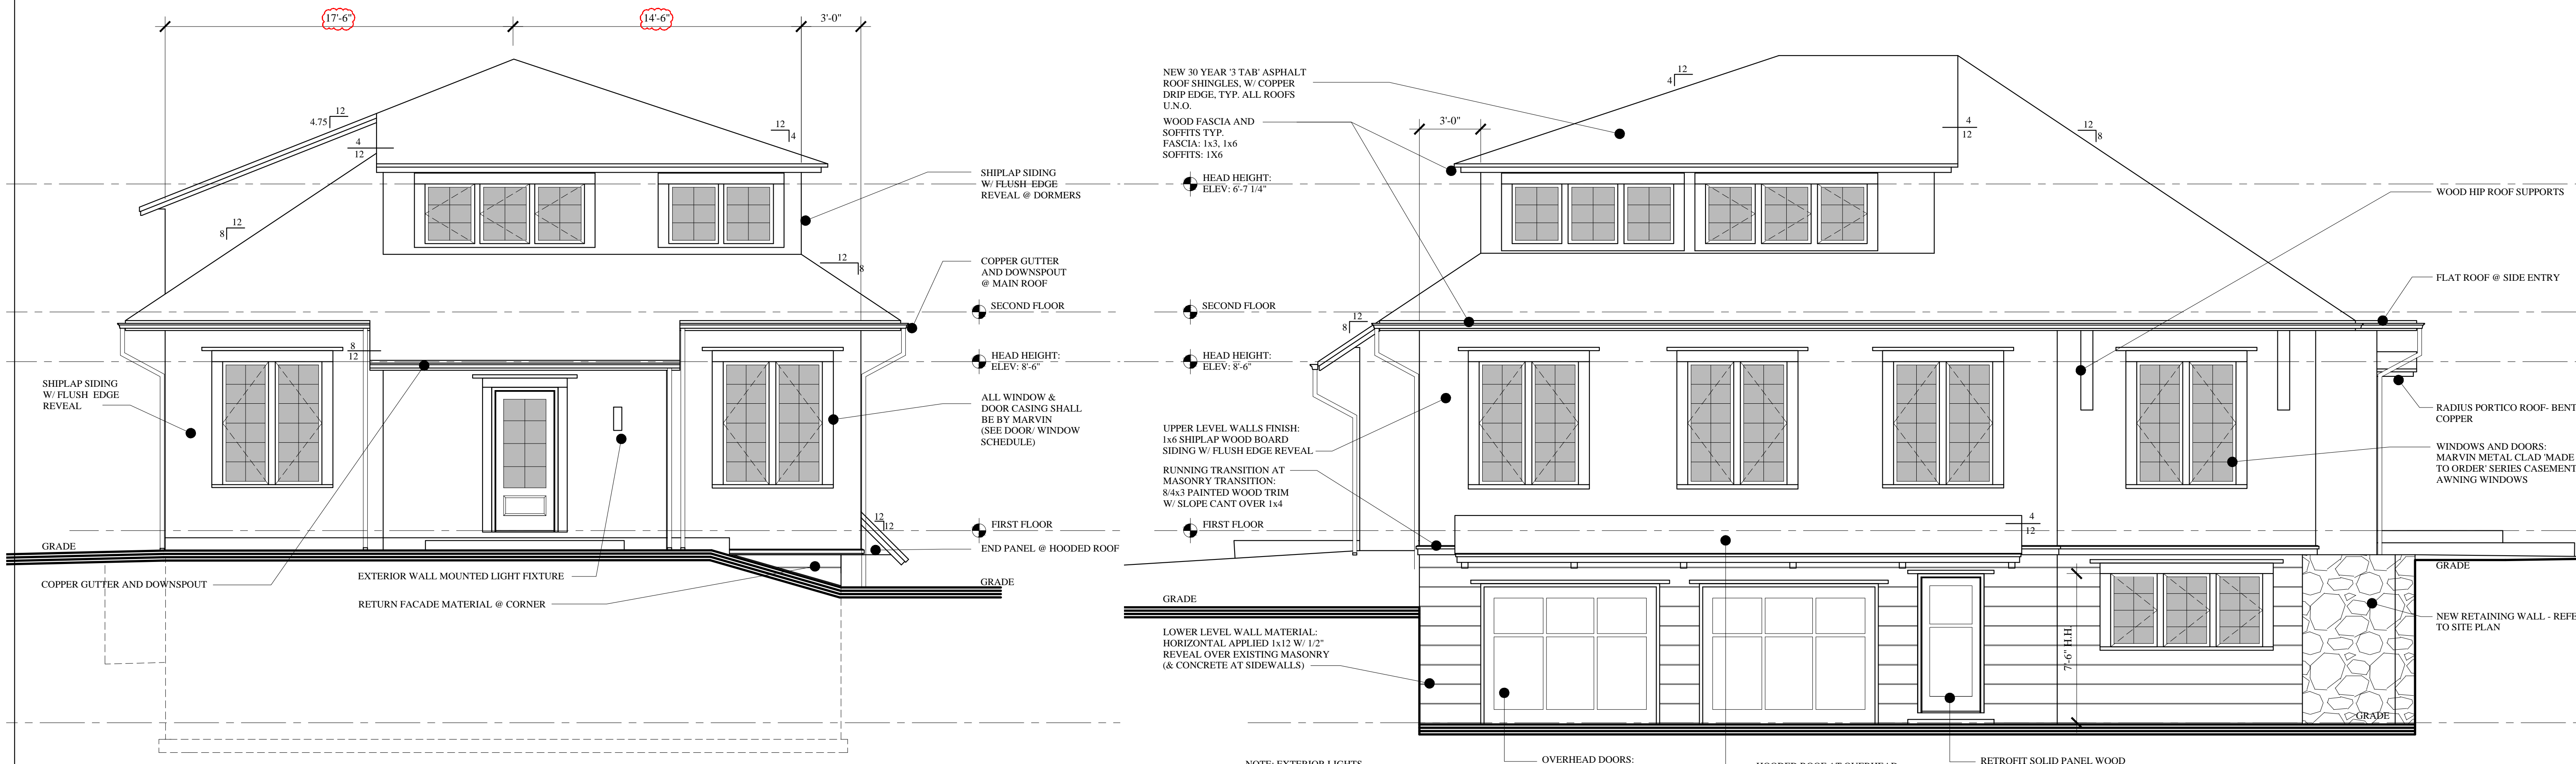 17'-6"
14'-6"
3'-0"
12
4.75
4
12
12
4
12
8
12
8
8
12
12
12
SHIPLAP SIDING
W/ FLUSH EDGE
REVEAL @ DORMERS
COPPER GUTTER
AND DOWNSPOUT
@ MAIN ROOF
SECOND FLOOR
HEAD HEIGHT:
ELEV: 8'-6"
ALL WINDOW &
DOOR CASING SHALL
BE BY MARVIN
(SEE DOOR/ WINDOW
SCHEDULE)
FIRST FLOOR
END PANEL @ HOODED ROOF
GRADE
SHIPLAP SIDING
W/ FLUSH EDGE
REVEAL
GRADE
COPPER GUTTER AND DOWNSPOUT
EXTERIOR WALL MOUNTED LIGHT FIXTURE
RETURN FACADE MATERIAL @ CORNER
NEW 30 YEAR '3 TAB' ASPHALT
ROOF SHINGLES, W/ COPPER
DRIP EDGE, TYP. ALL ROOFS
U.N.O.
WOOD FASCIA AND
SOFFITS TYP.
FASCIA: 1x3, 1x6
SOFFITS: 1X6
HEAD HEIGHT:
ELEV: 6'-7 1/4"
SECOND FLOOR
HEAD HEIGHT:
ELEV: 8'-6"
UPPER LEVEL WALLS FINISH:
1x6 SHIPLAP WOOD BOARD
SIDING W/ FLUSH EDGE REVEAL
RUNNING TRANSITION AT
MASONRY TRANSITION:
8/4x3 PAINTED WOOD TRIM
W/ SLOPE CANT OVER 1x4
FIRST FLOOR
GRADE
LOWER LEVEL WALL MATERIAL:
HORIZONTAL APPLIED 1x12 W/ 1/2"
REVEAL OVER EXISTING MASONRY
(& CONCRETE AT SIDEWALLS)
3'-0"
12
4
4
12
12
8
12
8
4
12
7'-6" H.H.
WOOD HIP ROOF SUPPORTS
FLAT ROOF @ SIDE ENTRY
RADIUS PORTICO ROOF- BENT
COPPER
WINDOWS AND DOORS:
MARVIN METAL CLAD 'MADE
TO ORDER' SERIES CASEMENT
AWNING WINDOWS
GRADE
NEW RETAINING WALL - REFE
TO SITE PLAN
GRADE
NOTE: EXTERIOR LIGHTS
OVERHEAD DOORS:
HOODED ROOF AT OVERHEAD
RETROFIT SOLID PANEL WOOD